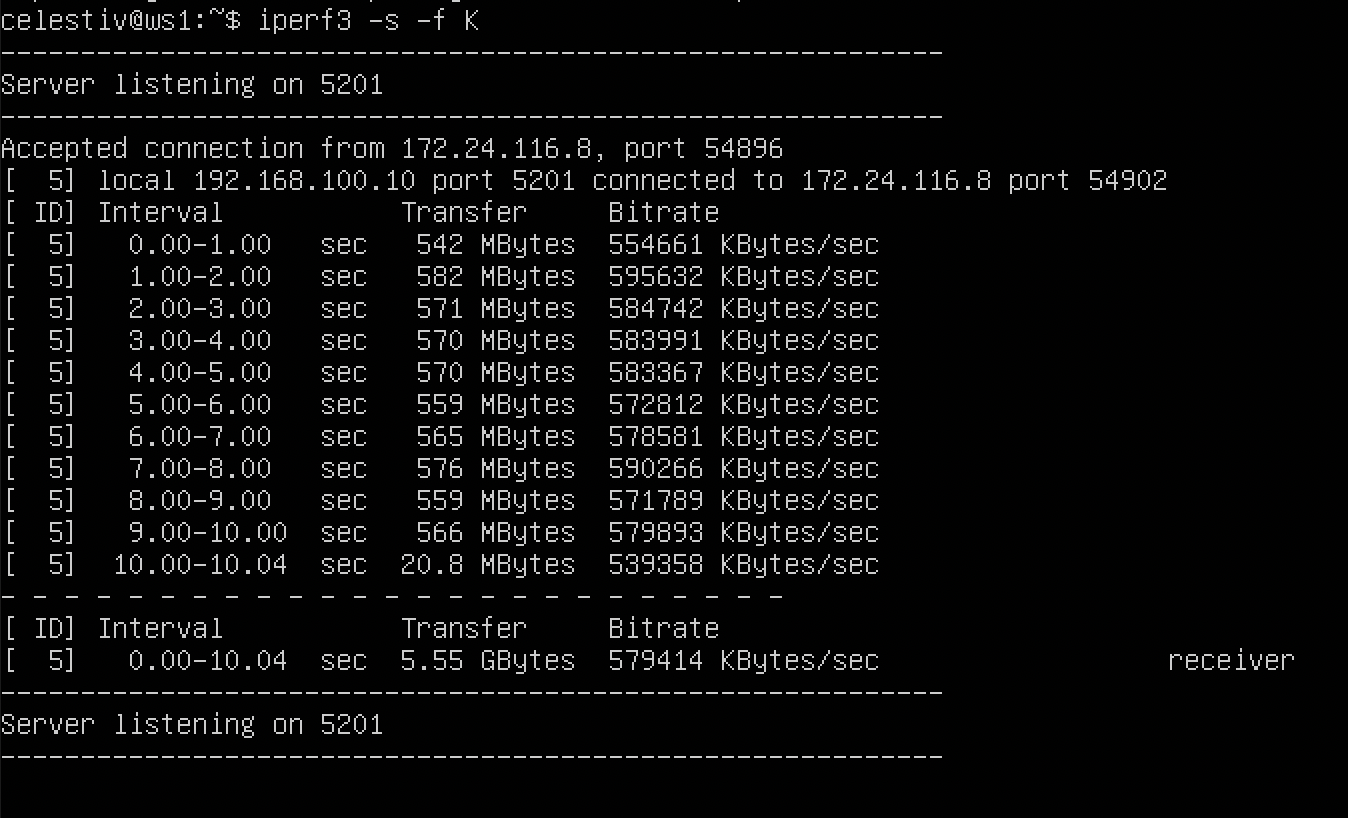 celestiv@ws1:~$ iperf3 -s -f K
-----------------------------------------------------------
Server listening on 5201
-----------------------------------------------------------
Accepted connection from 172.24.116.8, port 54896
[  5] local 192.168.100.10 port 5201 connected to 172.24.116.8 port 54902
[ ID] Interval           Transfer     Bitrate
[  5]   0.00-1.00   sec   542 MBytes  554661 KBytes/sec
[  5]   1.00-2.00   sec   582 MBytes  595632 KBytes/sec
[  5]   2.00-3.00   sec   571 MBytes  584742 KBytes/sec
[  5]   3.00-4.00   sec   570 MBytes  583991 KBytes/sec
[  5]   4.00-5.00   sec   570 MBytes  583367 KBytes/sec
[  5]   5.00-6.00   sec   559 MBytes  572812 KBytes/sec
[  5]   6.00-7.00   sec   565 MBytes  578581 KBytes/sec
[  5]   7.00-8.00   sec   576 MBytes  590266 KBytes/sec
[  5]   8.00-9.00   sec   559 MBytes  571789 KBytes/sec
[  5]   9.00-10.00  sec   566 MBytes  579893 KBytes/sec
[  5]  10.00-10.04  sec  20.8 MBytes  539358 KBytes/sec
- - - - - - - - - - - - - - - - - - - - - - - - -
[ ID] Interval           Transfer     Bitrate
[  5]   0.00-10.04  sec  5.55 GBytes  579414 KBytes/sec                  receiver
-----------------------------------------------------------
Server listening on 5201
-----------------------------------------------------------